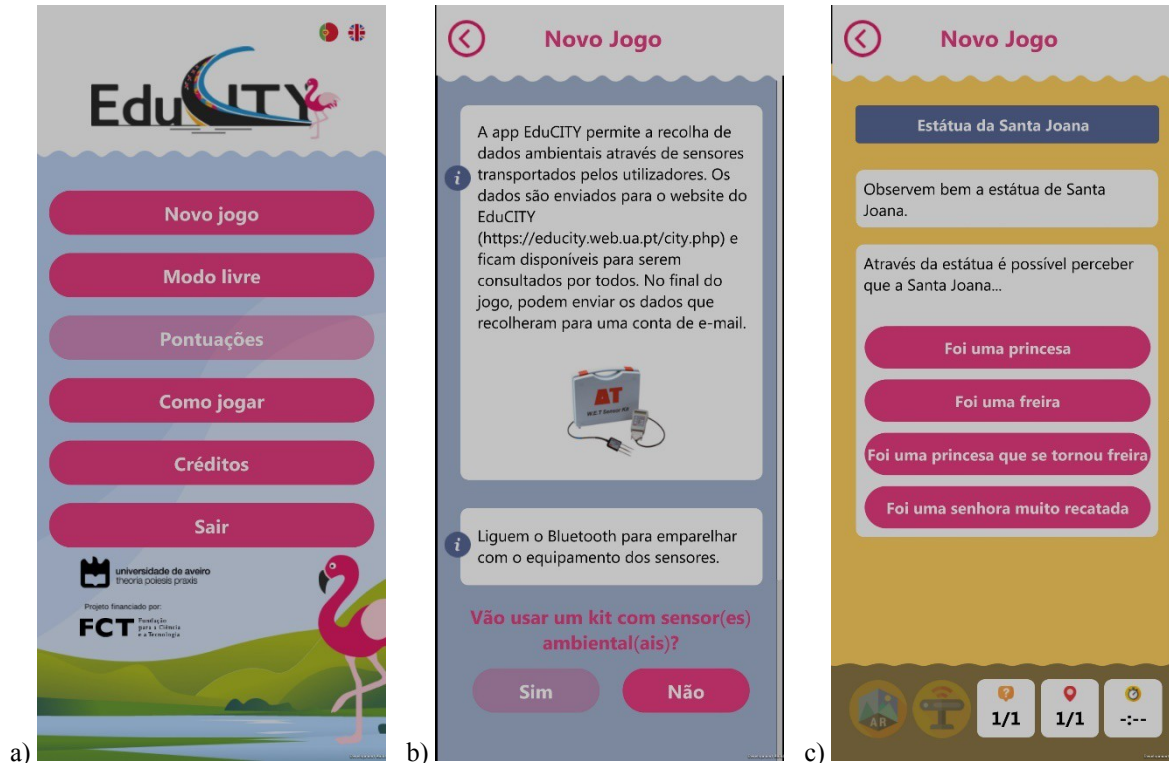 EduCITY
Novo jogo
Modo livre
Pontuações
Como jogar
Créditos
Sair
universidade de aveiro
theoria poiesis praxis
Projeto financiado por:
FCT Fundação
para a Ciência
e a Tecnologia
a)
Novo Jogo
A app EduCITY permite a recolha de
dados ambientais através de sensores
transportados pelos utilizadores. Os
dados são enviados para o website do
EduCITY
(https://educity.web.ua.pt/city.php) e
ficam disponíveis para serem
consultados por todos. No final do
jogo, podem enviar os dados que
recolheram para uma conta de e-mail.
ΔT
W.E.T Sensor Kit
Liguem o Bluetooth para emparelhar
com o equipamento dos sensores.
Vão usar um kit com sensor(es)
ambiental(ais)?
Sim
Não
b)
Novo Jogo
Estátua da Santa Joana
Observem bem a estátua de Santa
Joana.
Através da estátua é possível perceber
que a Santa Joana...
Foi uma princesa
Foi uma freira
Foi uma princesa que se tornou freira
Foi uma senhora muito recatada
AR
1/1
1/1
-:--
c)